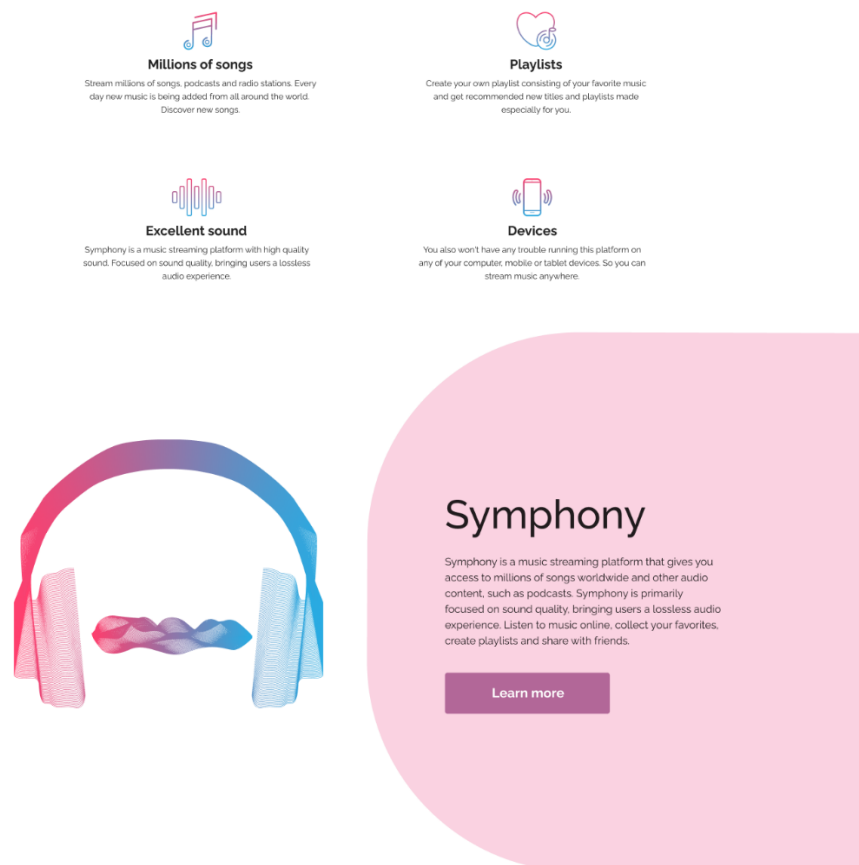 Millions of songs
Stream millions of songs, podcasts and radio stations. Every
day new music is being added from all around the world.
Discover new songs.
Playlists
Create your own playlist consisting of your favorite music
and get recommended new titles and playlists made
especially for you.
Excellent sound
Symphony is a music streaming platform with high quality
sound. Focused on sound quality, bringing users a lossless
audio experience.
Devices
You also won't have any trouble running this platform on
any of your computer, mobile or tablet devices. So you can
stream music anywhere.
Symphony
Symphony is a music streaming platform that gives you
access to millions of songs worldwide and other audio
content, such as podcasts. Symphony is primarily
focused on sound quality, bringing users a lossless audio
experience. Listen to music online, collect your favorites,
create playlists and share with friends.
Learn more